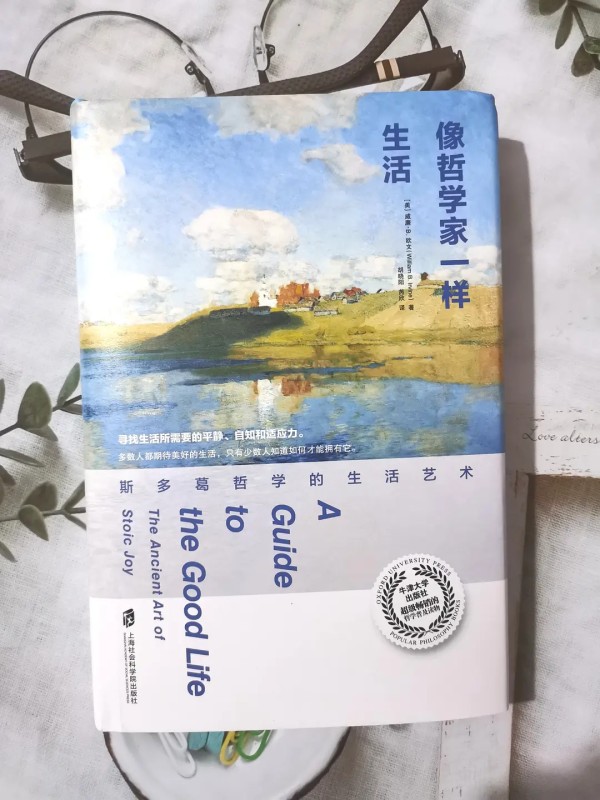 像哲学家一样
生活
[美]威廉·B.欧文(William B. Irvine) 著
胡晓阳 芮欣 译
寻找生活所需要的平静、自知和适应力。
多数人都期待美好的生活，只有少数人知道如何才能拥有它。
斯多葛哲学的生活艺术
A
Guide
to
the Good Life
The Ancient Art of
Stoic Joy
OXFORD UNIVERSITY PRESS
牛津大学
出版社
超级畅销的
哲学普及读物
POPULAR PHILOSOPHY BOOKS
上海社会科学院出版社
Love alters